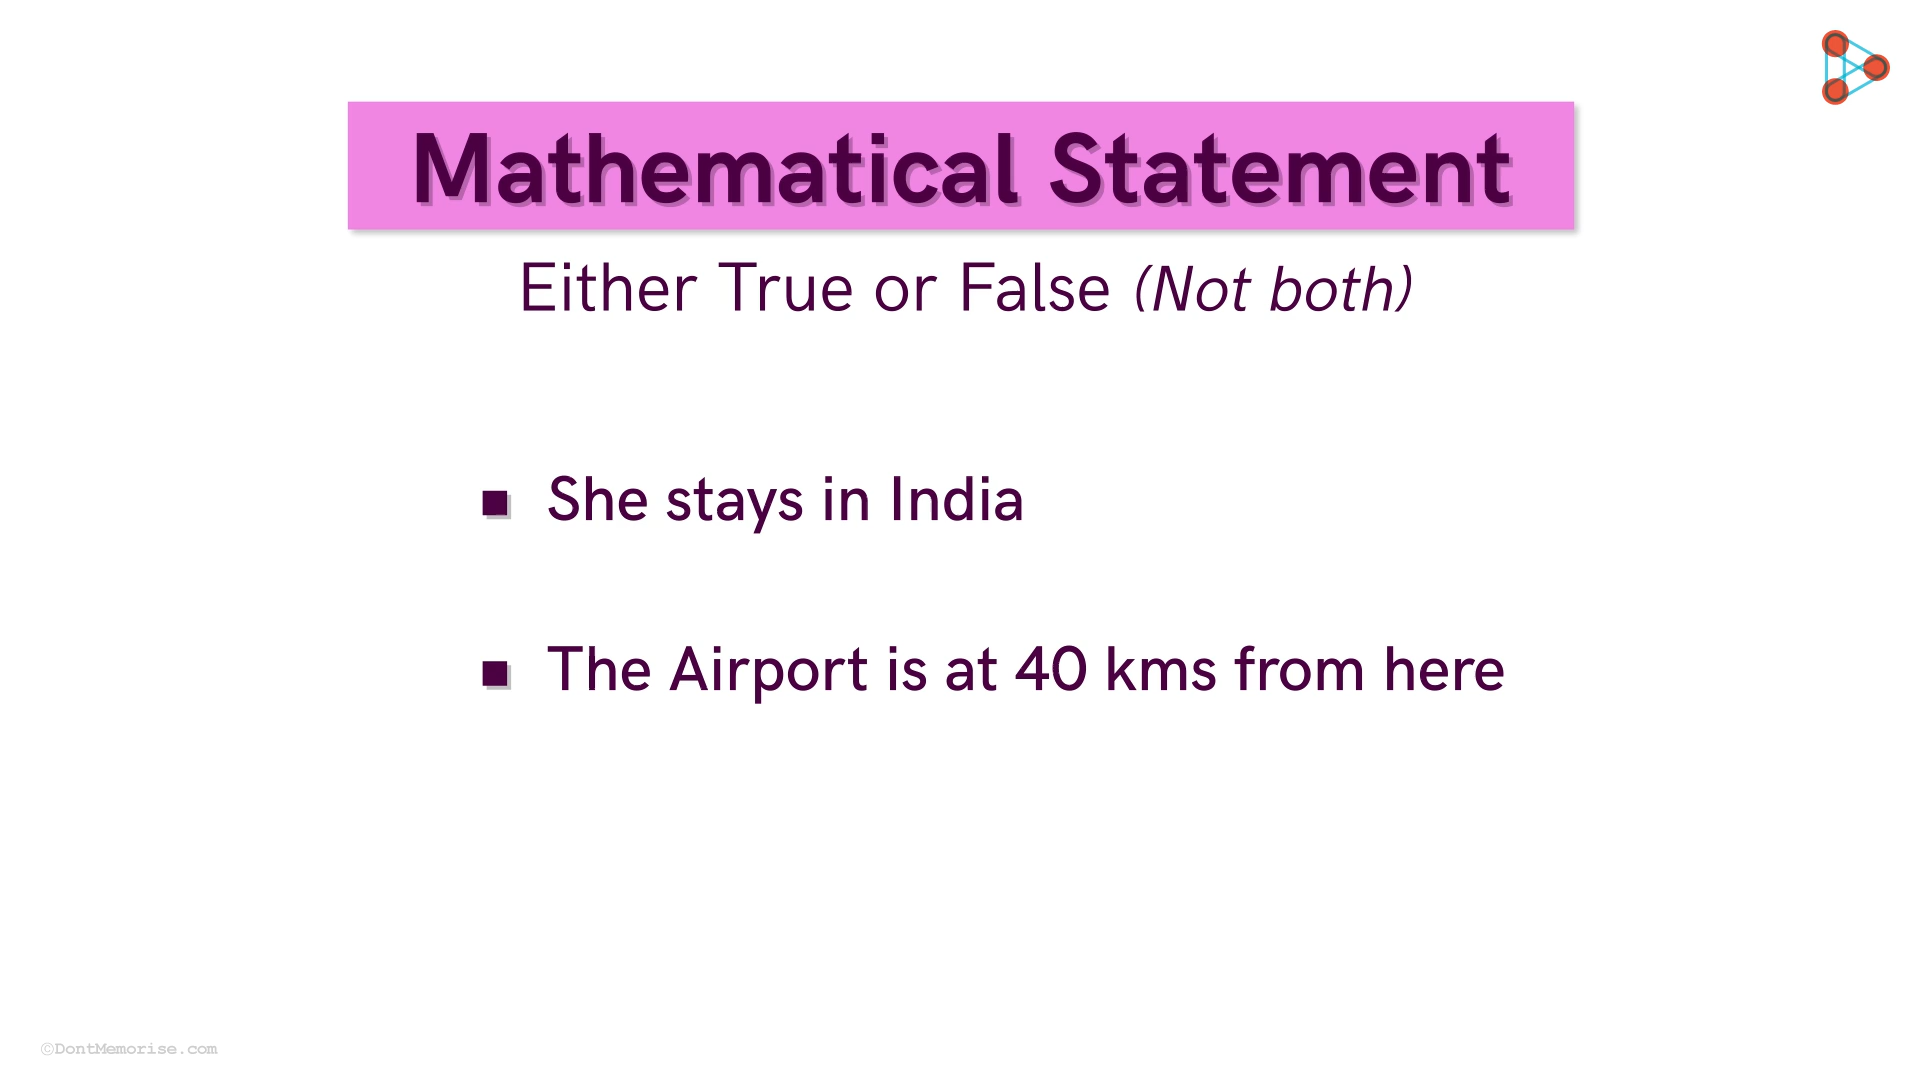 Mathematical Statement
Either True or False (Not both)
■ She stays in India
■ The Airport is at 40 kms from here
©DontMemorise.com